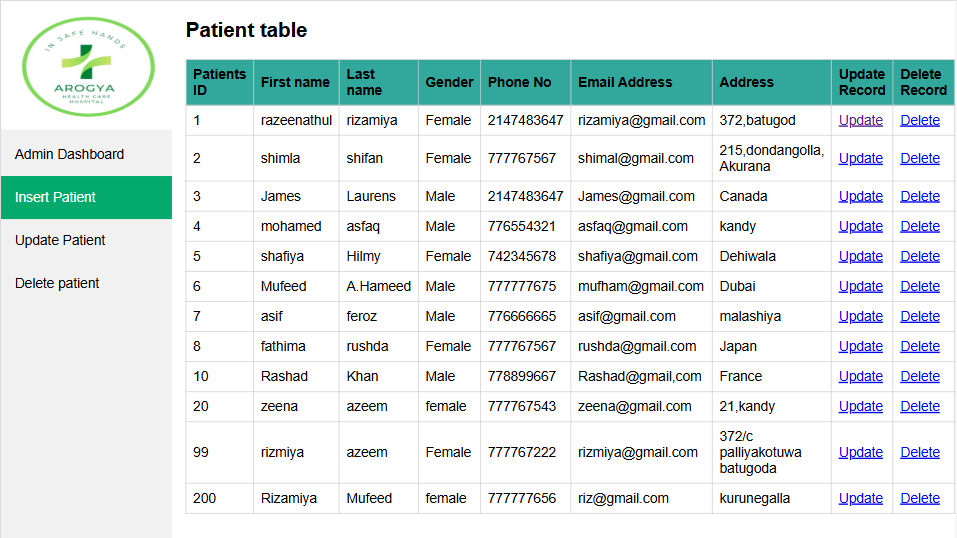 IN SAFE HANDS
AROGYA
HEALTH CARE
HOSPITAL
Admin Dashboard
Insert Patient
Update Patient
Delete patient
Patient table
Patients ID First name Last name Gender Phone No Email Address Address Update Record Delete Record
1 razeenathul rizamiya Female 2147483647 rizamiya@gmail.com 372,batugod Update Delete
2 shimla shifan Female 777767567 shimal@gmail.com 215,dondangolla, Akurana Update Delete
3 James Laurens Male 2147483647 James@gmail.com Canada Update Delete
4 mohamed asfaq Male 776554321 asfaq@gmail.com kandy Update Delete
5 shafiya Hilmy Female 742345678 shafiya@gmail.com Dehiwala Update Delete
6 Mufeed A.Hameed Male 777777675 mufham@gmail.com Dubai Update Delete
7 asif feroz Male 776666665 asif@gmail.com malashiya Update Delete
8 fathima rushda Female 777767567 rushda@gmail.com Japan Update Delete
10 Rashad Khan Male 778899667 Rashad@gmail,com France Update Delete
20 zeena azeem female 777767543 zeena@gmail.com 21,kandy Update Delete
99 rizmiya azeem Female 777767222 rizmiya@gmail.com 372/c palliyakotuwa batugoda Update Delete
200 Rizamiya Mufeed female 777777656 riz@gmail.com kurunegalla Update Delete